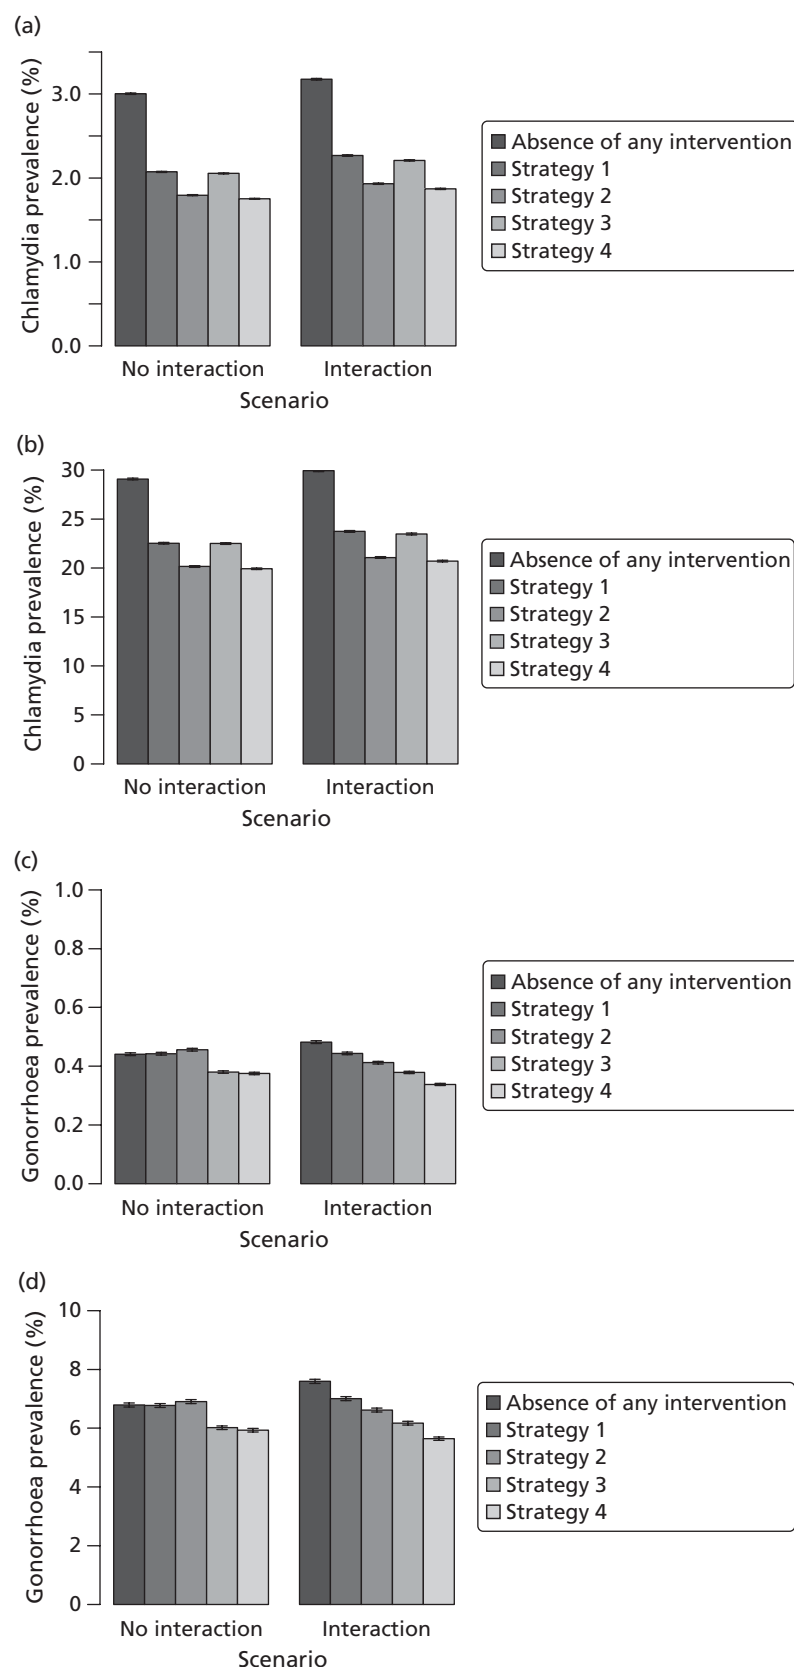 (a)
Chlamydia prevalence (%)
3.0
2.0
1.0
0.0
No interaction
Interaction
Scenario
Absence of any intervention
Strategy 1
Strategy 2
Strategy 3
Strategy 4
(b)
Chlamydia prevalence (%)
30
25
20
15
10
5
0
No interaction
Interaction
Scenario
Absence of any intervention
Strategy 1
Strategy 2
Strategy 3
Strategy 4
(c)
Gonorrhoea prevalence (%)
1.0
0.8
0.6
0.4
0.2
0.0
No interaction
Interaction
Scenario
Absence of any intervention
Strategy 1
Strategy 2
Strategy 3
Strategy 4
(d)
Gonorrhoea prevalence (%)
10
8
6
4
2
0
No interaction
Interaction
Scenario
Absence of any intervention
Strategy 1
Strategy 2
Strategy 3
Strategy 4